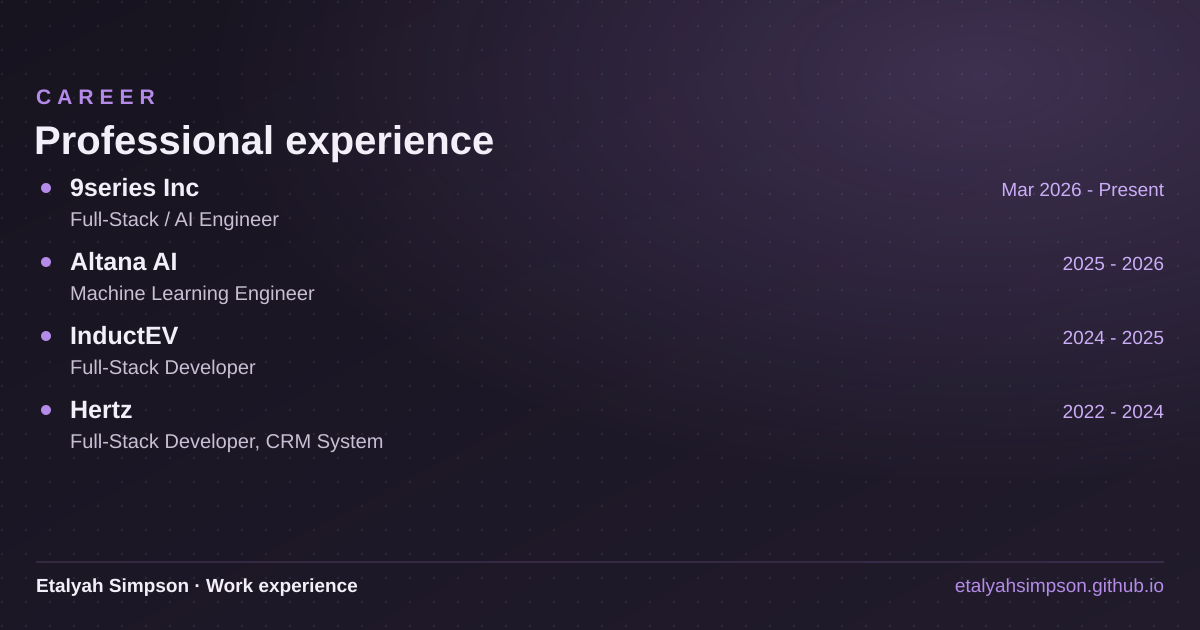 CAREER
Professional experience
9series Inc
Mar 2026 - Present
Full-Stack / AI Engineer
Altana AI
2025 - 2026
Machine Learning Engineer
InductEV
2024 - 2025
Full-Stack Developer
Hertz
2022 - 2024
Full-Stack Developer, CRM System
Etalyah Simpson · Work experience
etalyahsimpson.github.io